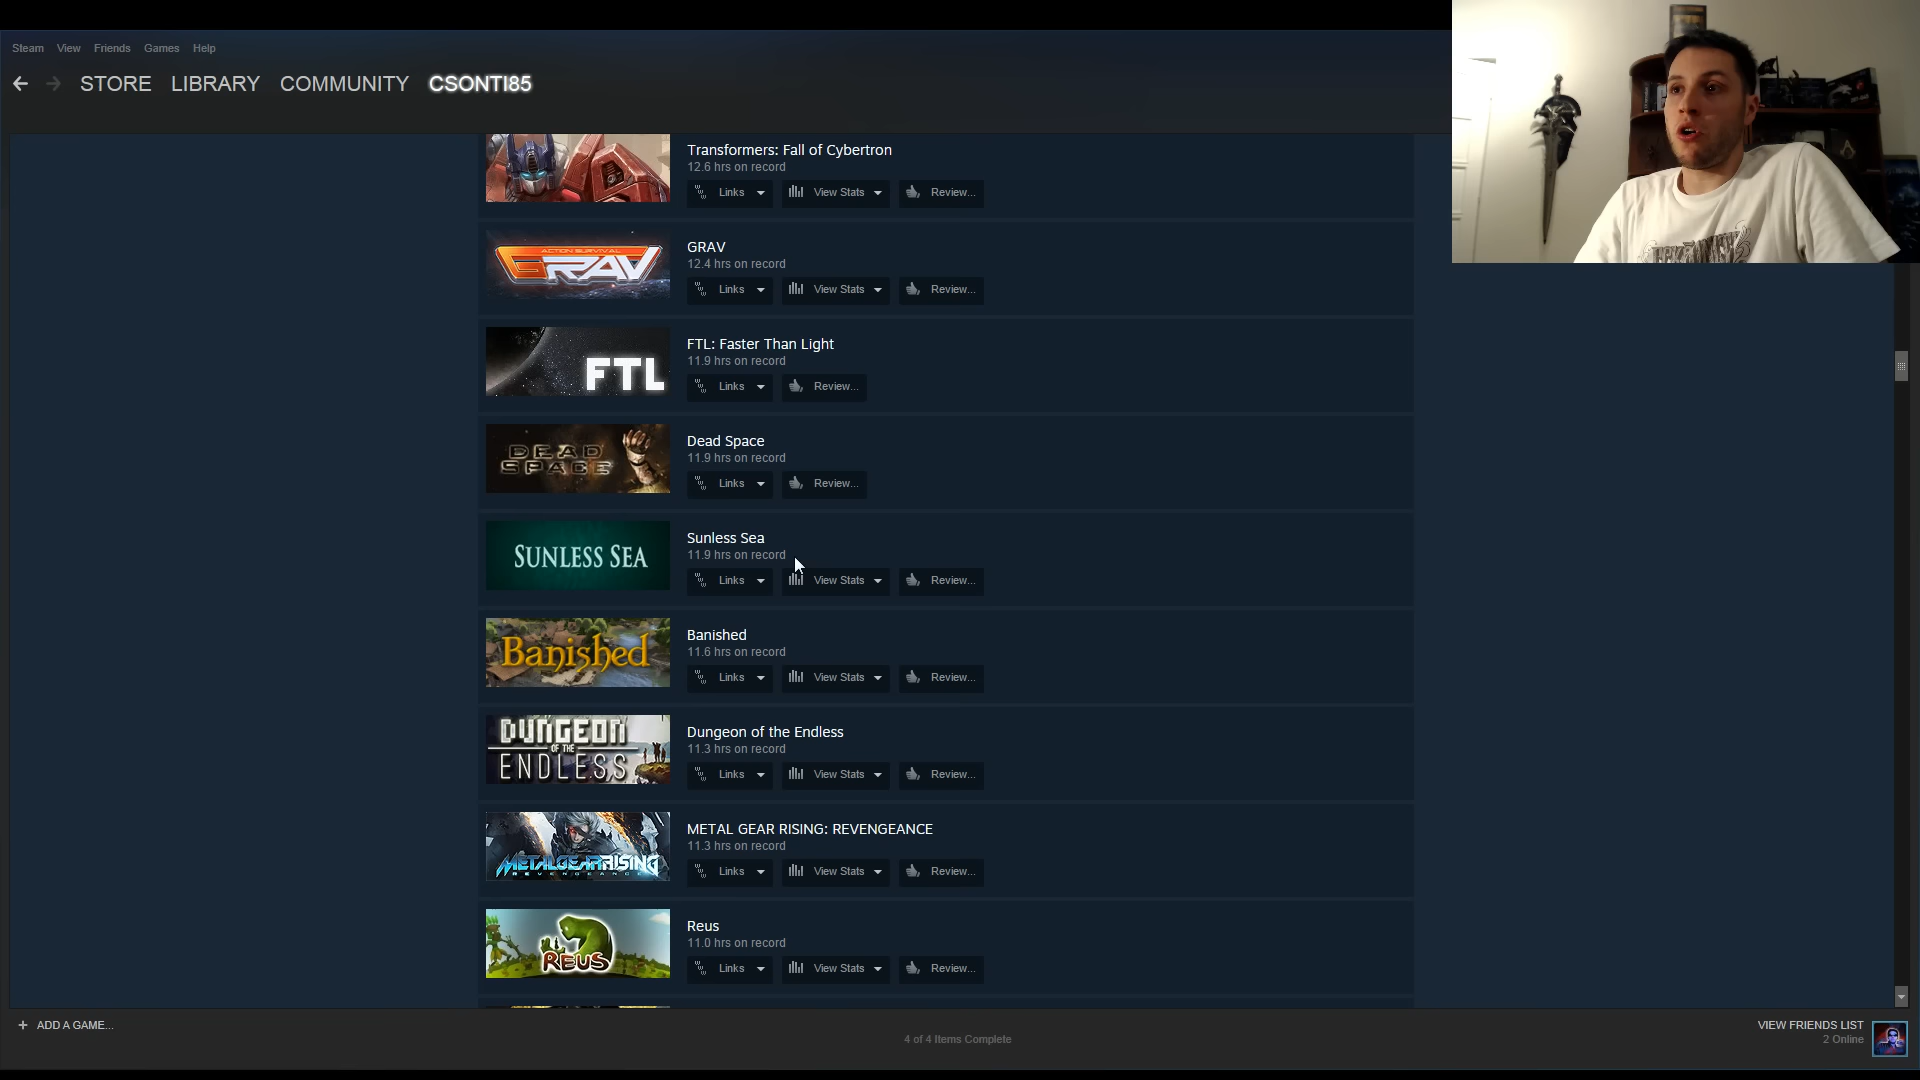 Steam View Friends Games Help
STORE LIBRARY COMMUNITY CSONTI85
Transformers: Fall of Cybertron
12.6 hrs on record
Links View Stats Review...
ACTION SURVIVAL
GRAV
GRAV
12.4 hrs on record
Links View Stats Review...
FTL
FTL: Faster Than Light
11.9 hrs on record
Links Review...
DEAD
SPACE
Dead Space
11.9 hrs on record
Links Review...
SUNLESS SEA
Sunless Sea
11.9 hrs on record
Links View Stats Review...
Banished
Banished
11.6 hrs on record
Links View Stats Review...
DUNGEON
OF THE
ENDLESS
Dungeon of the Endless
11.3 hrs on record
Links View Stats Review...
METAL GEAR RISING
REVENGEANCE
METAL GEAR RISING: REVENGEANCE
11.3 hrs on record
Links View Stats Review...
REUS
Reus
11.0 hrs on record
Links View Stats Review...
+ ADD A GAME...
4 of 4 Items Complete
VIEW FRIENDS LIST
2 Online